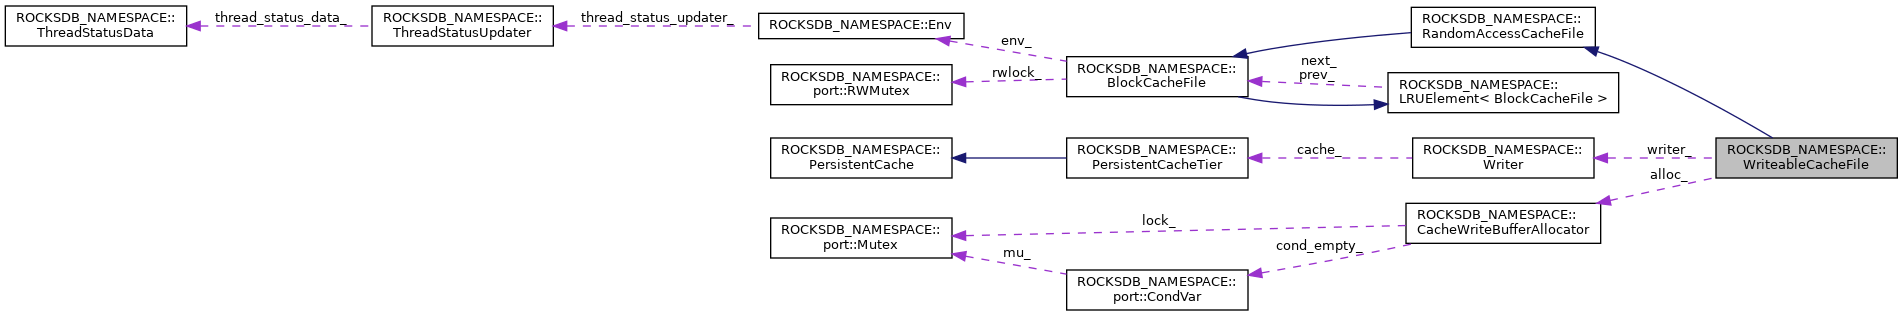 ROCKSDB_NAMESPACE::
ThreadStatusData
thread_status_data_
ROCKSDB_NAMESPACE::
ThreadStatusUpdater
thread_status_updater_
ROCKSDB_NAMESPACE::Env
env_
ROCKSDB_NAMESPACE::
port::RWMutex
rwlock_
ROCKSDB_NAMESPACE::
BlockCacheFile
next_
prev_
ROCKSDB_NAMESPACE::
RandomAccessCacheFile
ROCKSDB_NAMESPACE::
LRUElement< BlockCacheFile >
ROCKSDB_NAMESPACE::
PersistentCache
ROCKSDB_NAMESPACE::
PersistentCacheTier
cache_
ROCKSDB_NAMESPACE::
Writer
writer_
ROCKSDB_NAMESPACE::
WriteableCacheFile
alloc_
ROCKSDB_NAMESPACE::
CacheWriteBufferAllocator
lock_
cond_empty_
ROCKSDB_NAMESPACE::
port::Mutex
mu_
ROCKSDB_NAMESPACE::
port::CondVar